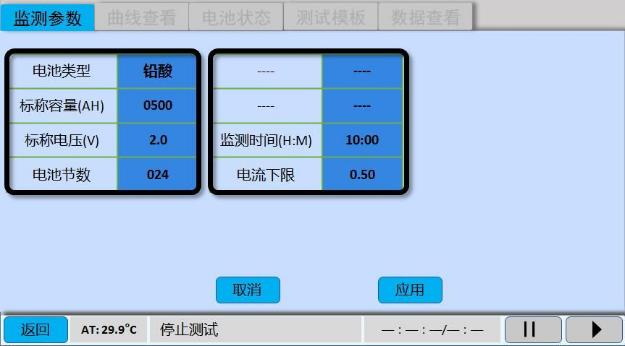 监测参数 曲线查看 电池状态 测试模板 数据查看
电池类型 铅酸 ---- ----
标称容量(AH) 0500 ---- ----
标称电压(V) 2.0 监测时间(H:M) 10:00
电池节数 024 电流下限 0.50
取消 应用
返回 AT: 29.9°C 停止测试 — : — : —/— : —